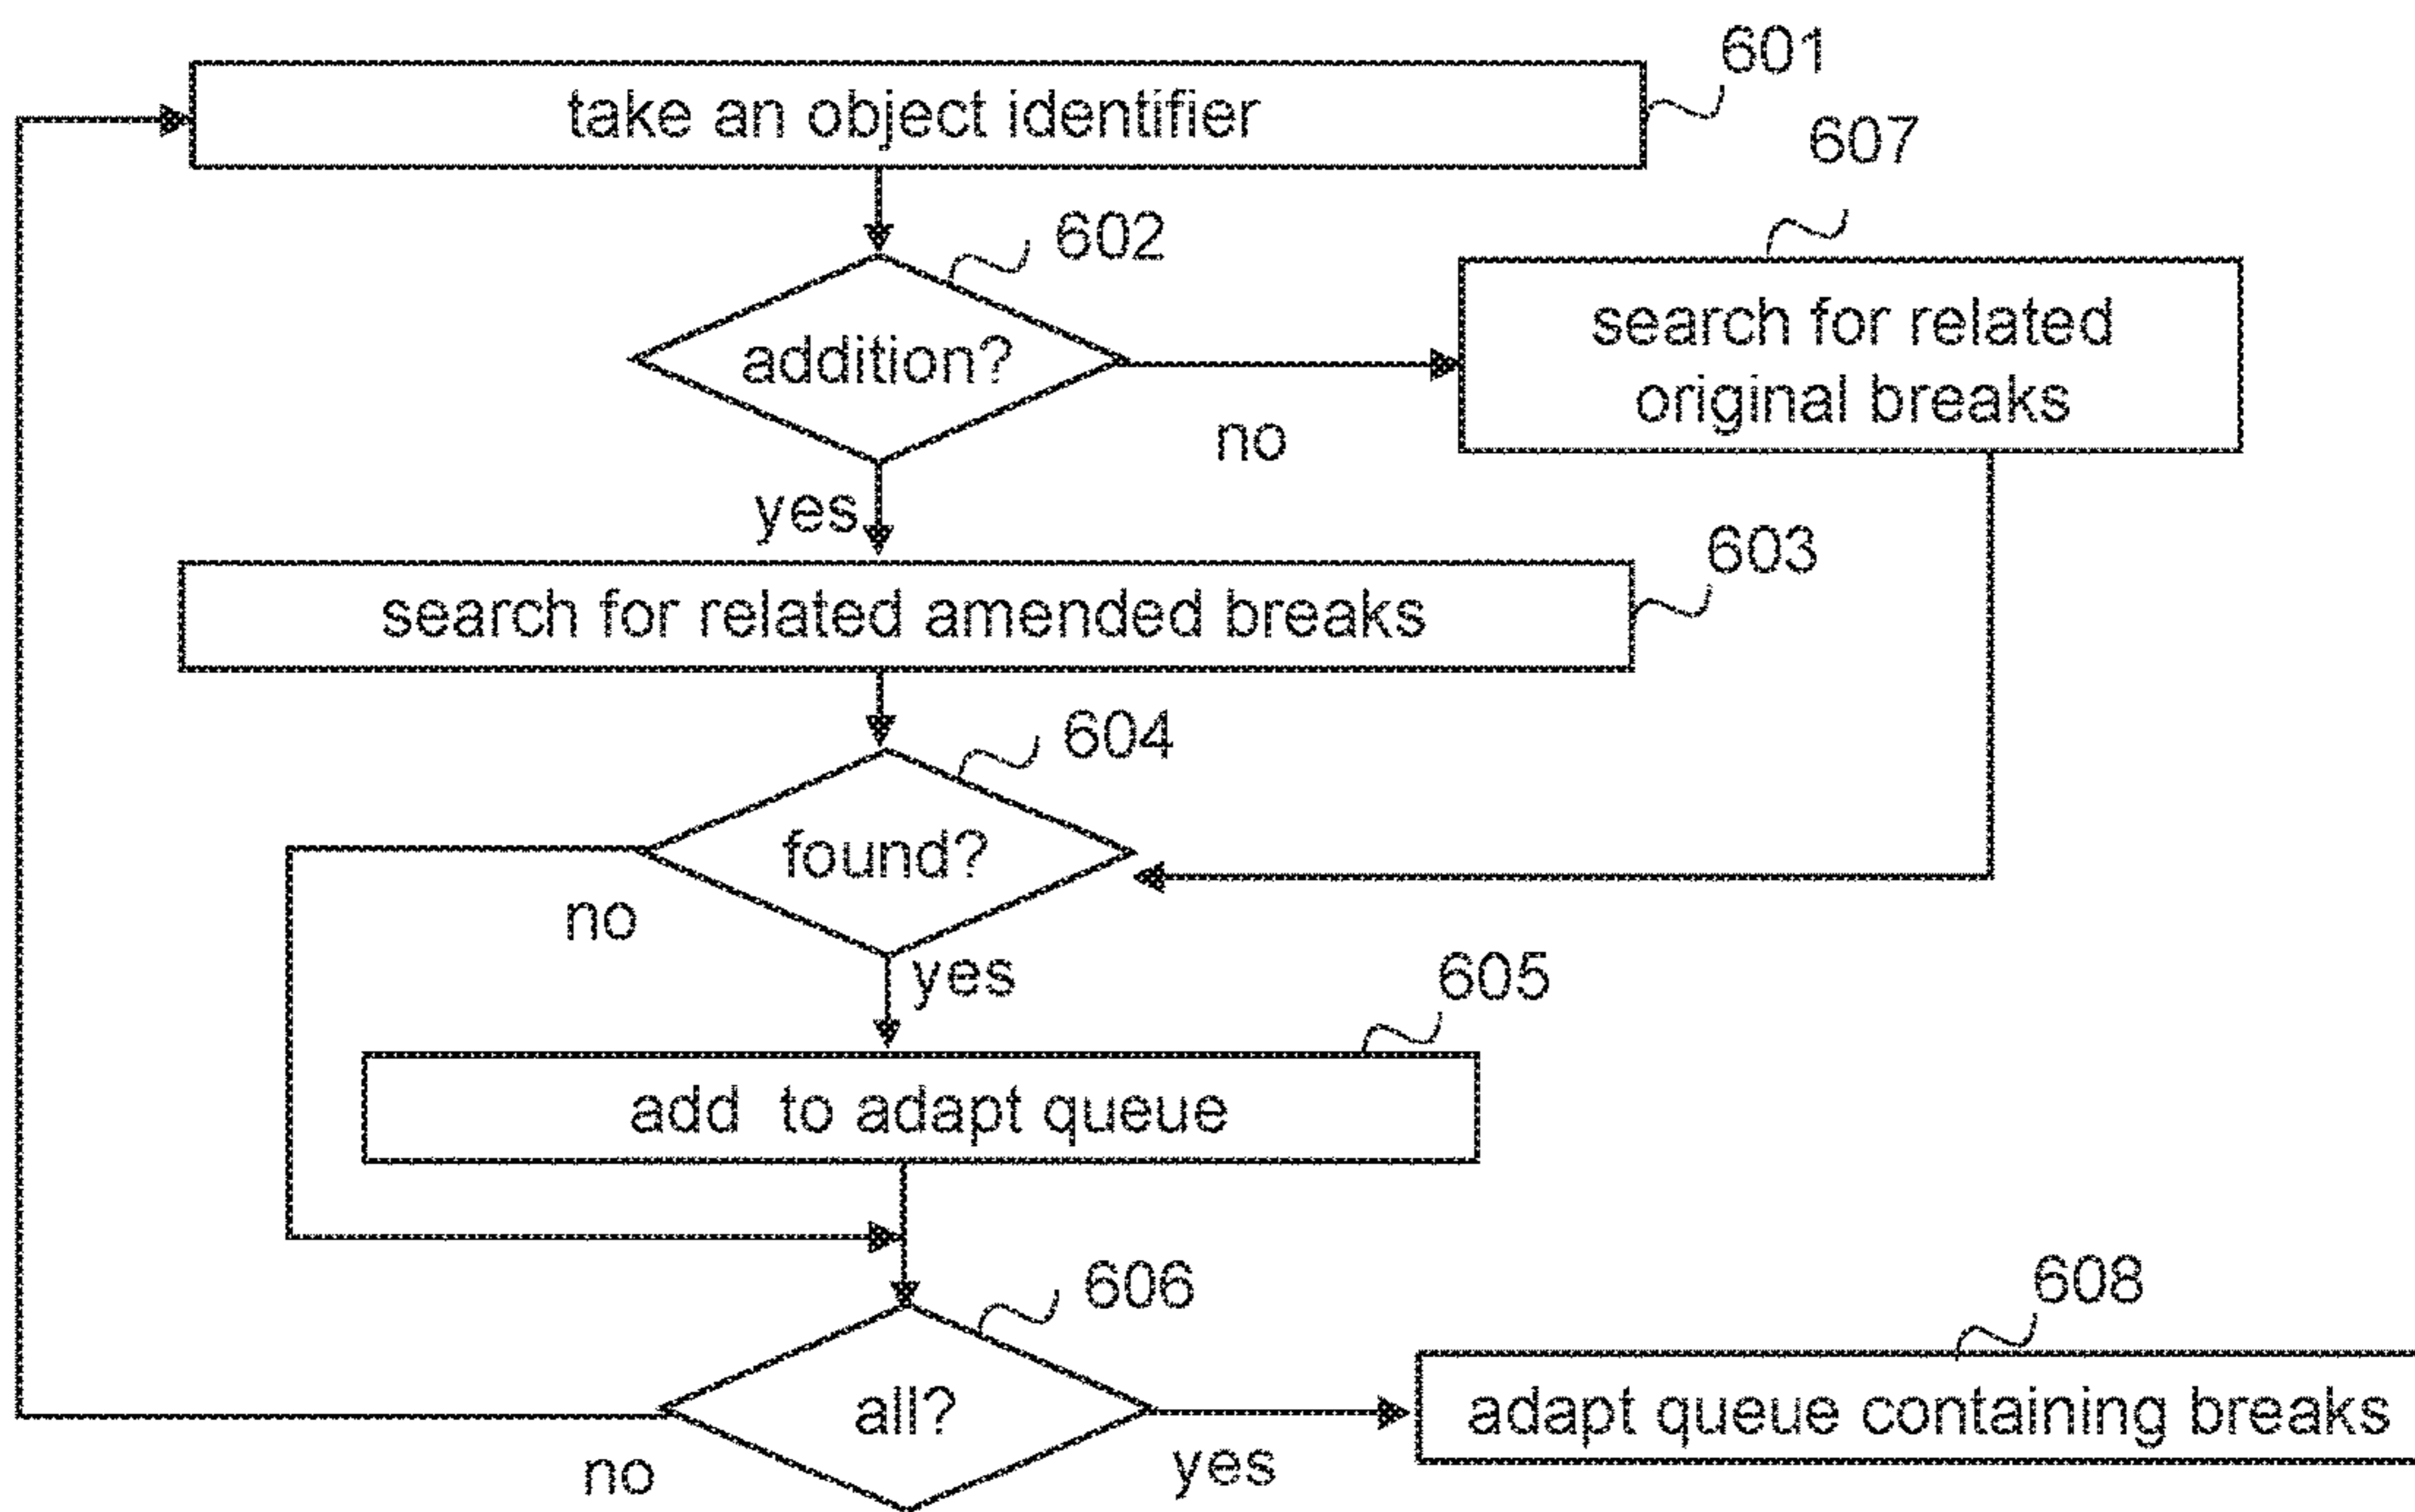 601
take an object identifier
607
602
addition?
search for related
original breaks
no
yes
603
search for related amended breaks
604
found?
no
yes
605
add to adapt queue
606
608
all?
adapt queue containing breaks
no
yes